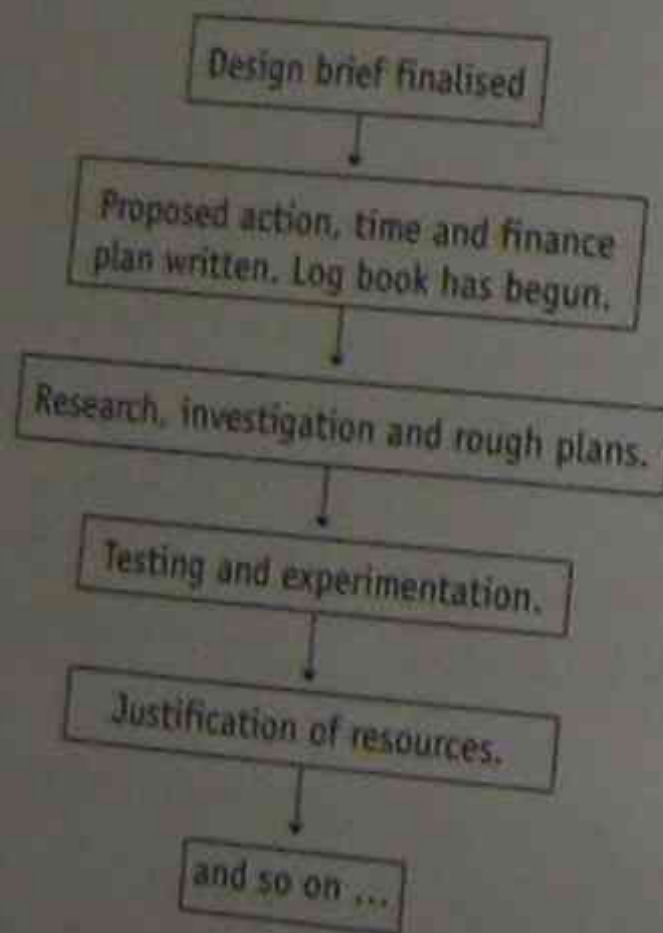 Design brief finalised
Proposed action, time and finance
plan written. Log book has begun.
Research, investigation and rough plans.
Testing and experimentation.
Justification of resources.
and so on ...